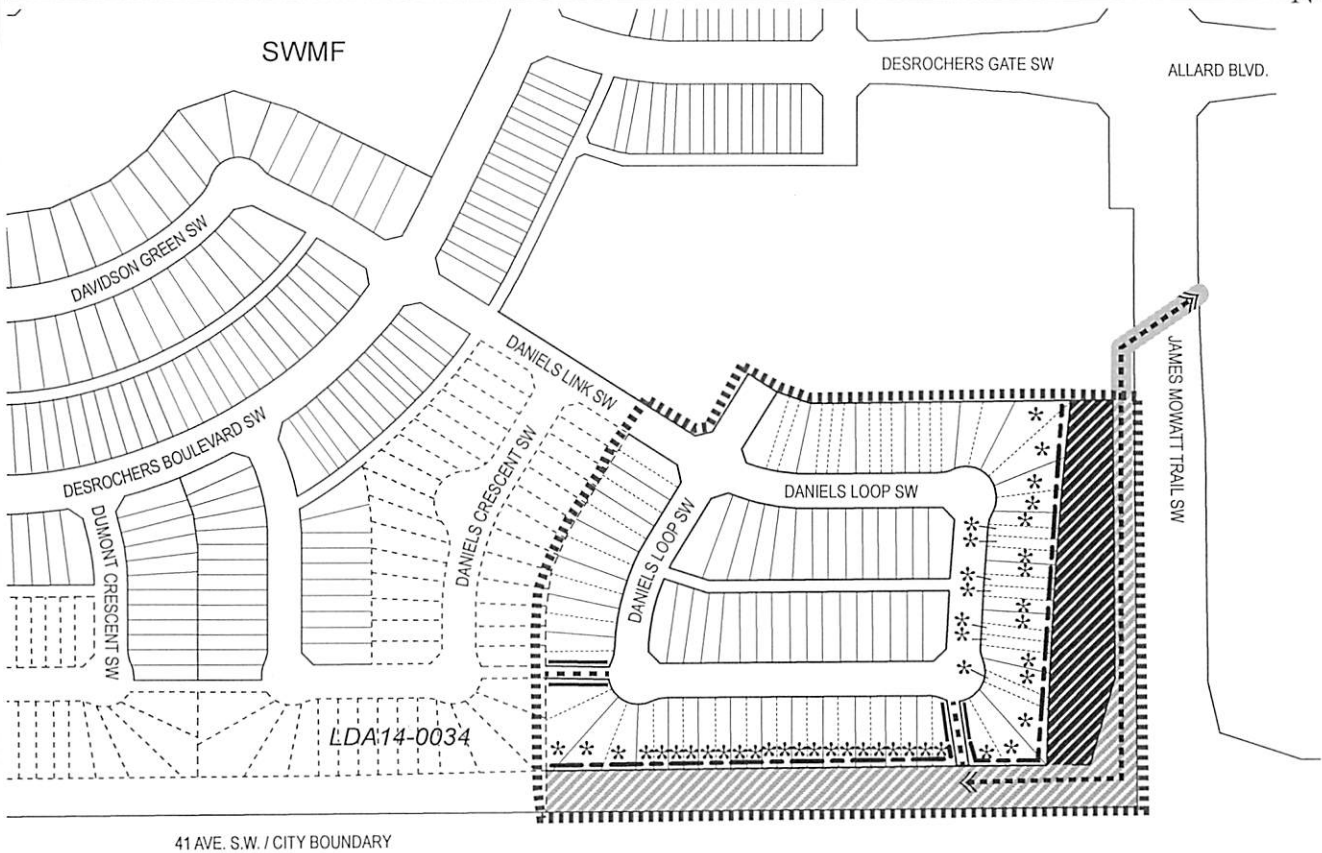 N
SWMF
DESROCHERS GATE SW
ALLARD BLVD.
DAVIDSON GREEN SW
DANIELS LINK SW
JAMES MOWATT TRAIL SW
DESROCHERS BOULEVARD SW
DANIELS CRESCENT SW
DANIELS LOOP SW
DUMONT CRESCENT SW
DANIELS LOOP SW
LDA14-0034
41 AVE. S.W. / CITY BOUNDARY